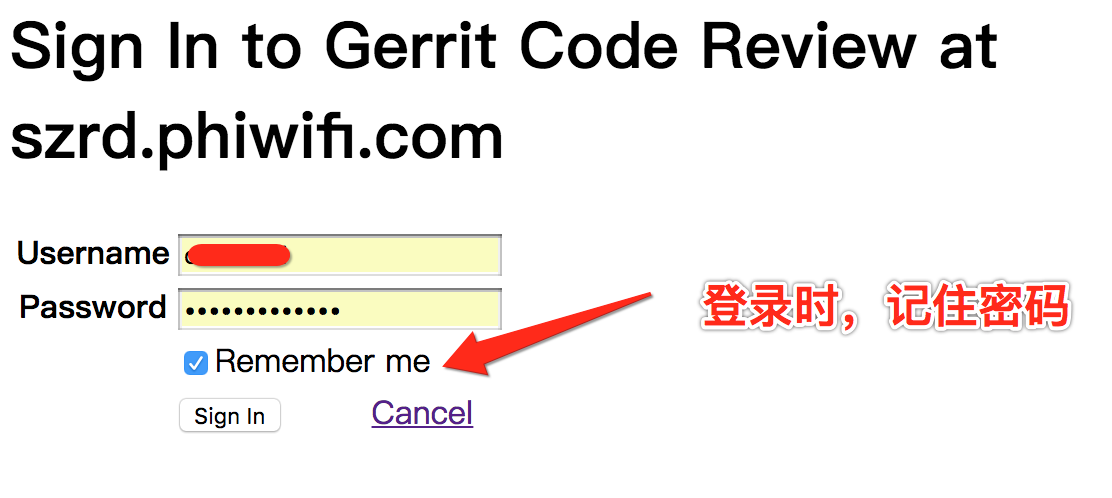 Sign In to Gerrit Code Review at
szrd.phiwifi.com
Username
Password •••••••••••••
Remember me
登录时，记住密码
Sign In Cancel